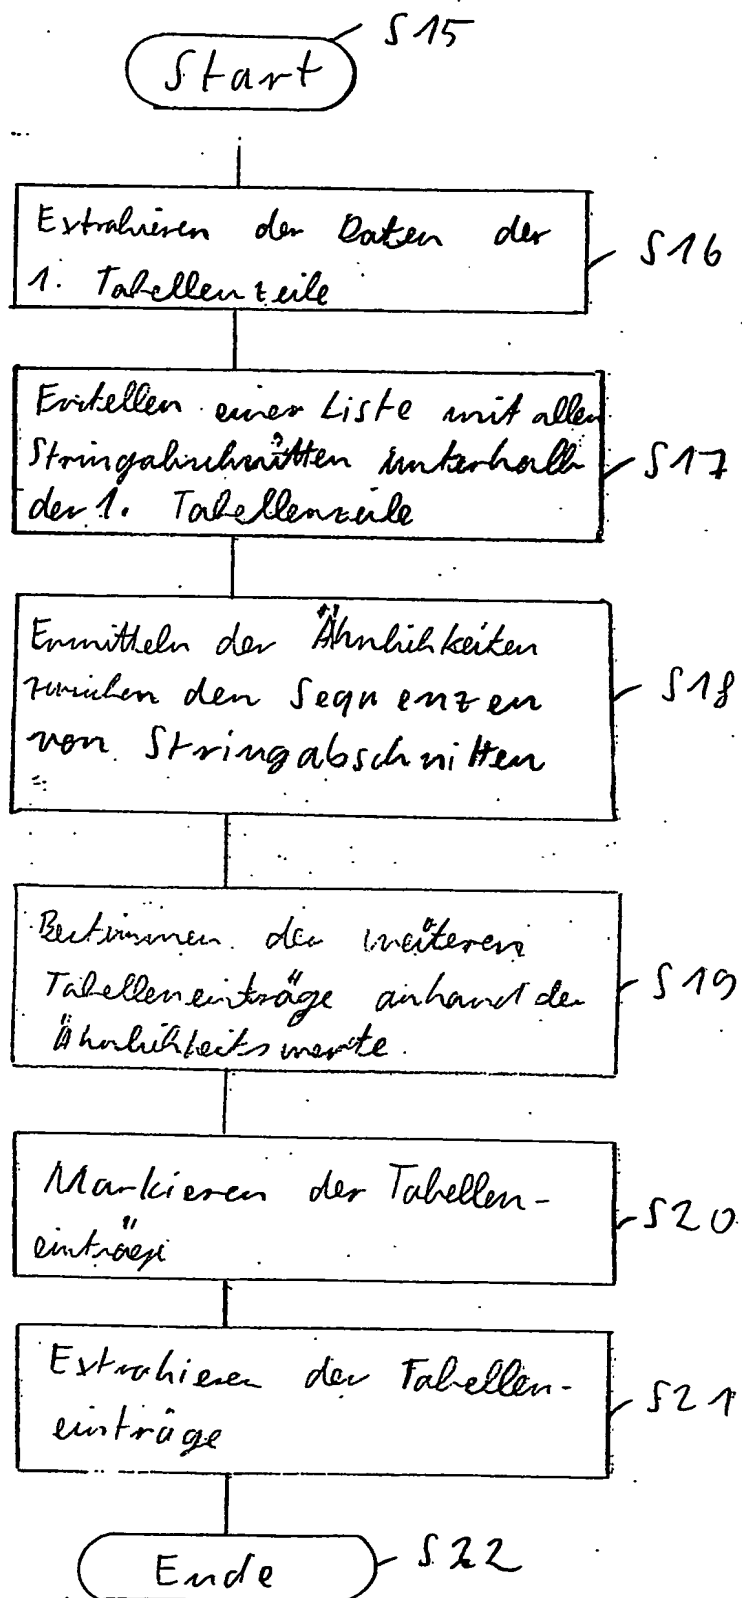 S15
Start
Extrahieren der Daten der
1. Tabellenzeile
S16
Erstellen einer Liste mit allen
Stringabschnitten unterhalb
der 1. Tabellenzeile
S17
Ermitteln der Ähnlichkeiten
zwischen den Sequenzen
von Stringabschnitten
S18
Bestimmen der weiteren
Tabelleneinträge anhand der
Ähnlichkeitswerte
S19
Markieren der Tabellen-
einträge
S20
Extrahieren der Tabellen-
einträge
S21
Ende
S22